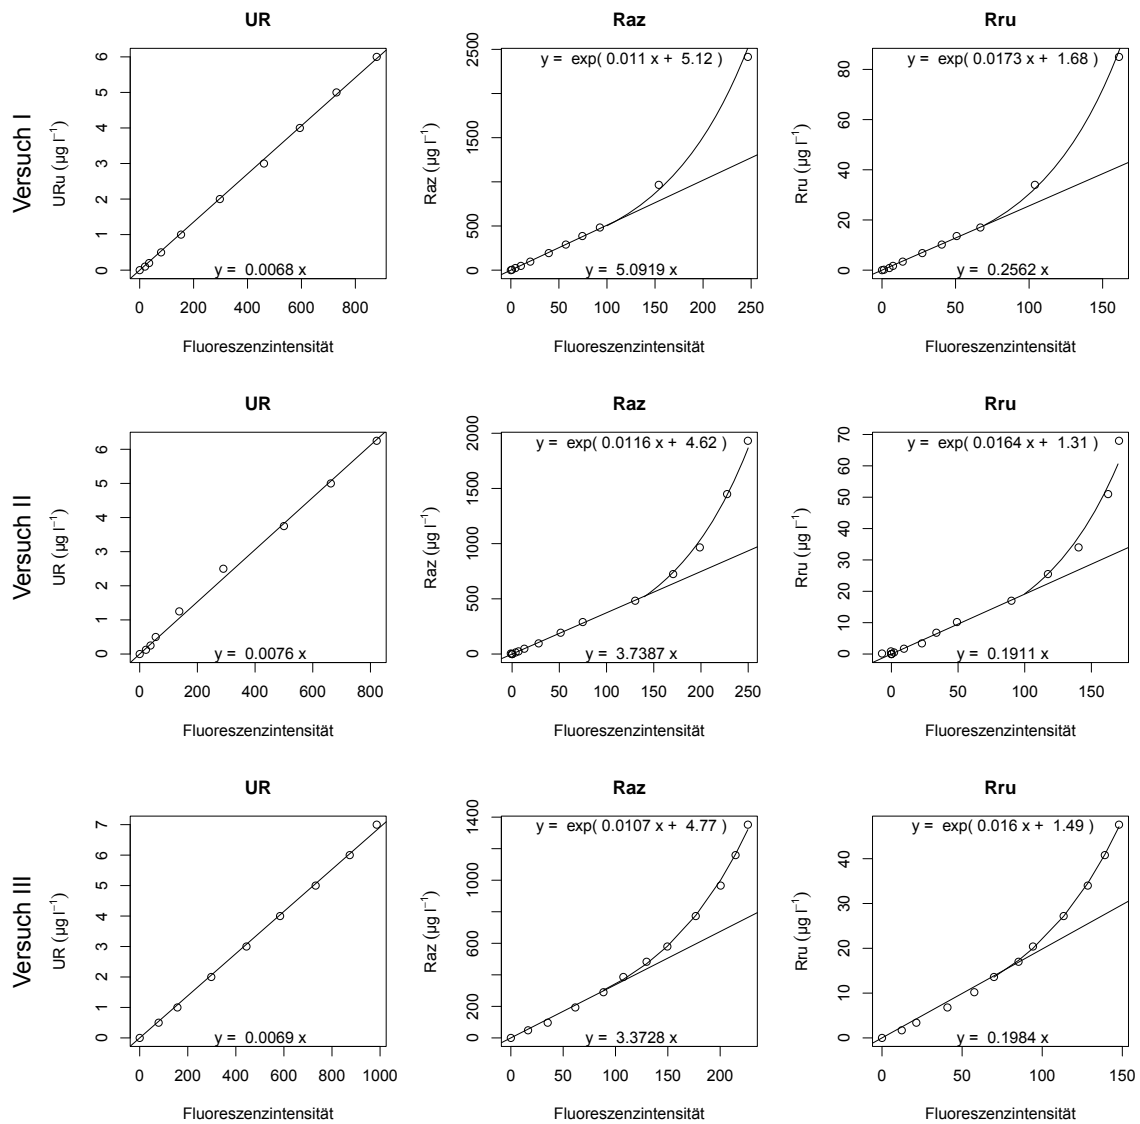 UR
Raz
Rru
Versuch I
URu (µg l⁻¹)
0 1 2 3 4 5 6
y = 0.0068 x
0 200 400 600 800
Fluoreszenzintensität
Raz (µg l⁻¹)
0 500 1500 2500
y = exp( 0.011 x + 5.12 )
y = 5.0919 x
0 50 100 150 200 250
Fluoreszenzintensität
Rru (µg l⁻¹)
0 20 40 60 80
y = exp( 0.0173 x + 1.68 )
y = 0.2562 x
0 50 100 150
Fluoreszenzintensität
UR
Raz
Rru
Versuch II
UR (µg l⁻¹)
0 1 2 3 4 5 6
y = 0.0076 x
0 200 400 600 800
Fluoreszenzintensität
Raz (µg l⁻¹)
0 500 1000 1500 2000
y = exp( 0.0116 x + 4.62 )
y = 3.7387 x
0 50 100 150 200 250
Fluoreszenzintensität
Rru (µg l⁻¹)
0 10 20 30 40 50 60 70
y = exp( 0.0164 x + 1.31 )
y = 0.1911 x
0 50 100 150
Fluoreszenzintensität
UR
Raz
Rru
Versuch III
UR (µg l⁻¹)
0 1 2 3 4 5 6 7
y = 0.0069 x
0 200 400 600 800 1000
Fluoreszenzintensität
Raz (µg l⁻¹)
0 200 600 1000 1400
y = exp( 0.0107 x + 4.77 )
y = 3.3728 x
0 50 100 150 200
Fluoreszenzintensität
Rru (µg l⁻¹)
0 10 20 30 40
y = exp( 0.016 x + 1.49 )
y = 0.1984 x
0 50 100 150
Fluoreszenzintensität